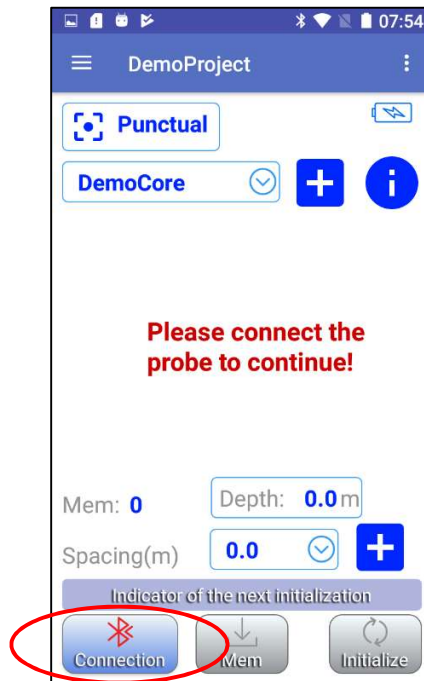 07:54
DemoProject
Punctual
DemoCore
Please connect the
probe to continue!
Mem: 0
Depth: 0.0 m
Spacing(m) 0.0
Indicator of the next initialization
Connection
Mem
Initialize